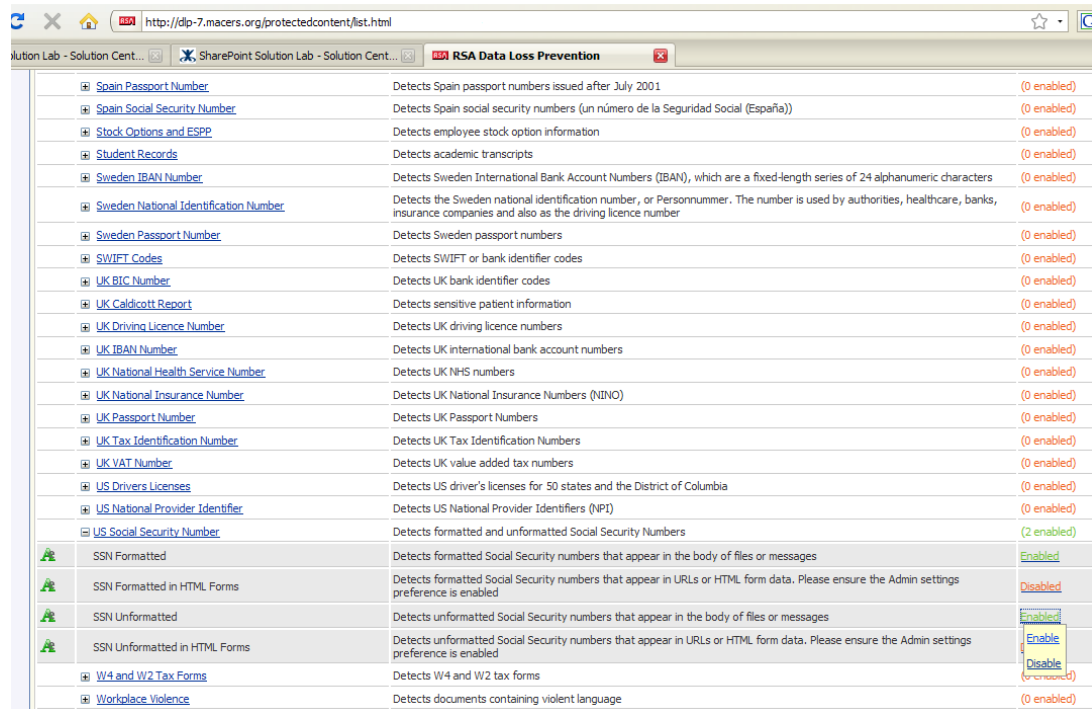 RSA http://dlp-7.macers.org/protectedcontent/list.html
olution Lab - Solution Cent... SharePoint Solution Lab - Solution Cent... RSA RSA Data Loss Prevention
Spain Passport Number Detects Spain passport numbers issued after July 2001 (0 enabled)
Spain Social Security Number Detects Spain social security numbers (un número de la Seguridad Social (España)) (0 enabled)
Stock Options and ESPP Detects employee stock option information (0 enabled)
Student Records Detects academic transcripts (0 enabled)
Sweden IBAN Number Detects Sweden International Bank Account Numbers (IBAN), which are a fixed-length series of 24 alphanumeric characters (0 enabled)
Sweden National Identification Number Detects the Sweden national identification number, or Personnummer. The number is used by authorities, healthcare, banks, (0 enabled)
insurance companies and also as the driving licence number
Sweden Passport Number Detects Sweden passport numbers (0 enabled)
SWIFT Codes Detects SWIFT or bank identifier codes (0 enabled)
UK BIC Number Detects UK bank identifier codes (0 enabled)
UK Caldicott Report Detects sensitive patient information (0 enabled)
UK Driving Licence Number Detects UK driving licence numbers (0 enabled)
UK IBAN Number Detects UK international bank account numbers (0 enabled)
UK National Health Service Number Detects UK NHS numbers (0 enabled)
UK National Insurance Number Detects UK National Insurance Numbers (NINO) (0 enabled)
UK Passport Number Detects UK Passport Numbers (0 enabled)
UK Tax Identification Number Detects UK Tax Identification Numbers (0 enabled)
UK VAT Number Detects UK value added tax numbers (0 enabled)
US Drivers Licenses Detects US driver's licenses for 50 states and the District of Columbia (0 enabled)
US National Provider Identifier Detects US National Provider Identifiers (NPI) (0 enabled)
US Social Security Number Detects formatted and unformatted Social Security Numbers (2 enabled)
SSN Formatted Detects formatted Social Security numbers that appear in the body of files or messages Enabled
SSN Formatted in HTML Forms Detects formatted Social Security numbers that appear in URLs or HTML form data. Please ensure the Admin settings Disabled
preference is enabled
SSN Unformatted Detects unformatted Social Security numbers that appear in the body of files or messages Enabled
SSN Unformatted in HTML Forms Detects unformatted Social Security numbers that appear in URLs or HTML form data. Please ensure the Admin settings Enable
preference is enabled
Disable
W4 and W2 Tax Forms Detects W4 and W2 tax forms (0 enabled)
Workplace Violence Detects documents containing violent language (0 enabled)